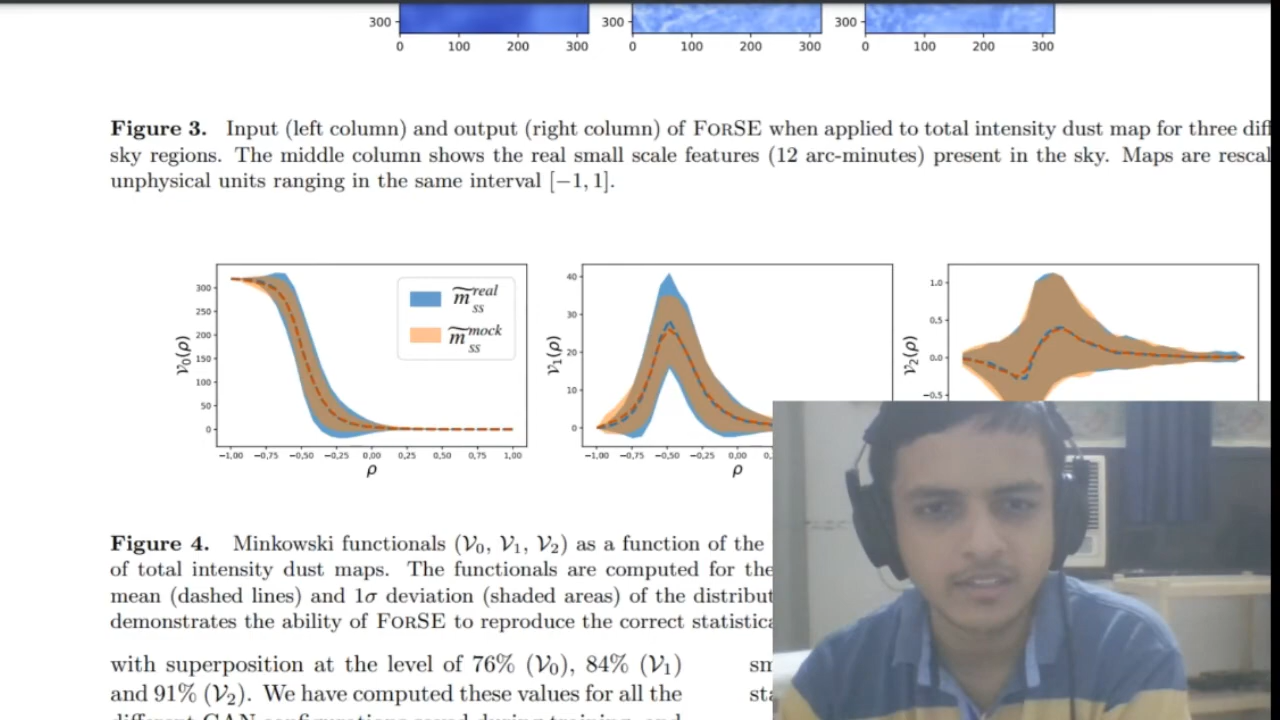 300 300 300
0 100 200 300 0 100 200 300 0 100 200 300
Figure 3. Input (left column) and output (right column) of FORSE when applied to total intensity dust map for three
sky regions. The middle column shows the real small scale features (12 arc-minutes) present in the sky. Maps are
unphysical units ranging in the same interval [−1, 1].
300
250
200
150
100
50
0
𝒱₀(ρ)
m̃ real ss
m̃ mock ss
−1,00 −0,75 −0,50 −0,25 0,00 0,25 0,50 0,75 1,00
ρ
40
30
20
10
0
𝒱₁(ρ)
−1,00 −0,75 −0,50 −0,25 0,00
ρ
1.0
0.5
0.0
−0.5
𝒱₂(ρ)
Figure 4. Minkowski functionals (𝒱₀, 𝒱₁, 𝒱₂) as a function of the
of total intensity dust maps. The functionals are computed for the
mean (dashed lines) and 1σ deviation (shaded areas) of the
demonstrates the ability of FORSE to reproduce the correct
with superposition at the level of 76% (𝒱₀), 84% (𝒱₁)
and 91% (𝒱₂). We have computed these values for all the